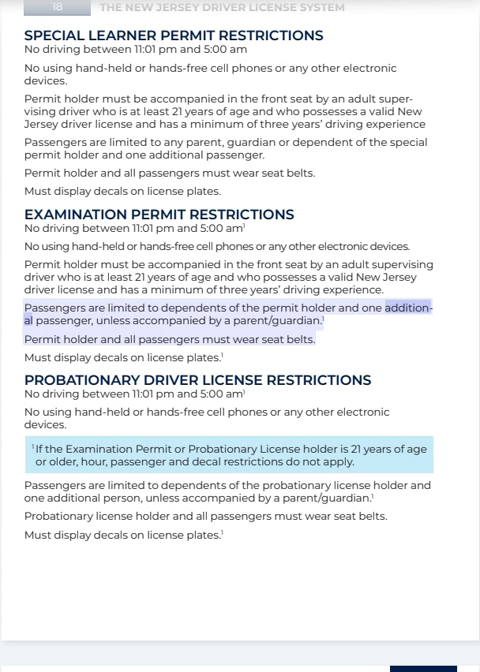 18 THE NEW JERSEY DRIVER LICENSE SYSTEM
SPECIAL LEARNER PERMIT RESTRICTIONS
No driving between 11:01 pm and 5:00 am
No using hand-held or hands-free cell phones or any other electronic
devices.
Permit holder must be accompanied in the front seat by an adult super-
vising driver who is at least 21 years of age and who possesses a valid New
Jersey driver license and has a minimum of three years' driving experience
Passengers are limited to any parent, guardian or dependent of the special
permit holder and one additional passenger.
Permit holder and all passengers must wear seat belts.
Must display decals on license plates.
EXAMINATION PERMIT RESTRICTIONS
No driving between 11:01 pm and 5:00 am¹
No using hand-held or hands-free cell phones or any other electronic devices.
Permit holder must be accompanied in the front seat by an adult supervising
driver who is at least 21 years of age and who possesses a valid New Jersey
driver license and has a minimum of three years' driving experience.
Passengers are limited to dependents of the permit holder and one addition-
al passenger, unless accompanied by a parent/guardian.¹
Permit holder and all passengers must wear seat belts.
Must display decals on license plates.¹
PROBATIONARY DRIVER LICENSE RESTRICTIONS
No driving between 11:01 pm and 5:00 am¹
No using hand-held or hands-free cell phones or any other electronic
devices.
¹ If the Examination Permit or Probationary License holder is 21 years of age
or older, hour, passenger and decal restrictions do not apply.
Passengers are limited to dependents of the probationary license holder and
one additional person, unless accompanied by a parent/guardian.¹
Probationary license holder and all passengers must wear seat belts.
Must display decals on license plates.¹